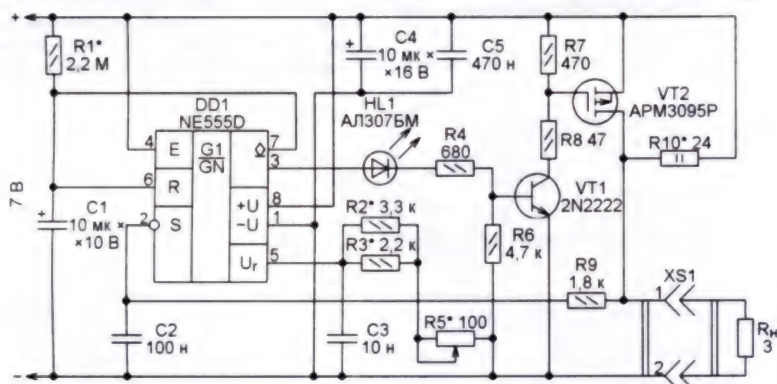 +
R1*
2,2 М
C4
10 мк ×
×16 В
C5
470 н
R7
470
VT2
APM3095P
DD1
NE555D
HL1
АЛ307БМ
R4
680
R8 47
R10* 24
4
E
G1
GN
7
3
6
R
+U
8
2
S
−U
1
Ur
5
7 В
C1
10 мк ×
×10 В
R2* 3,3 к
R3* 2,2 к
VT1
2N2222
R6
4,7 к
R9
1,8 к
XS1
1
2
C2
100 н
C3
10 н
R5* 100
Rн
3
−